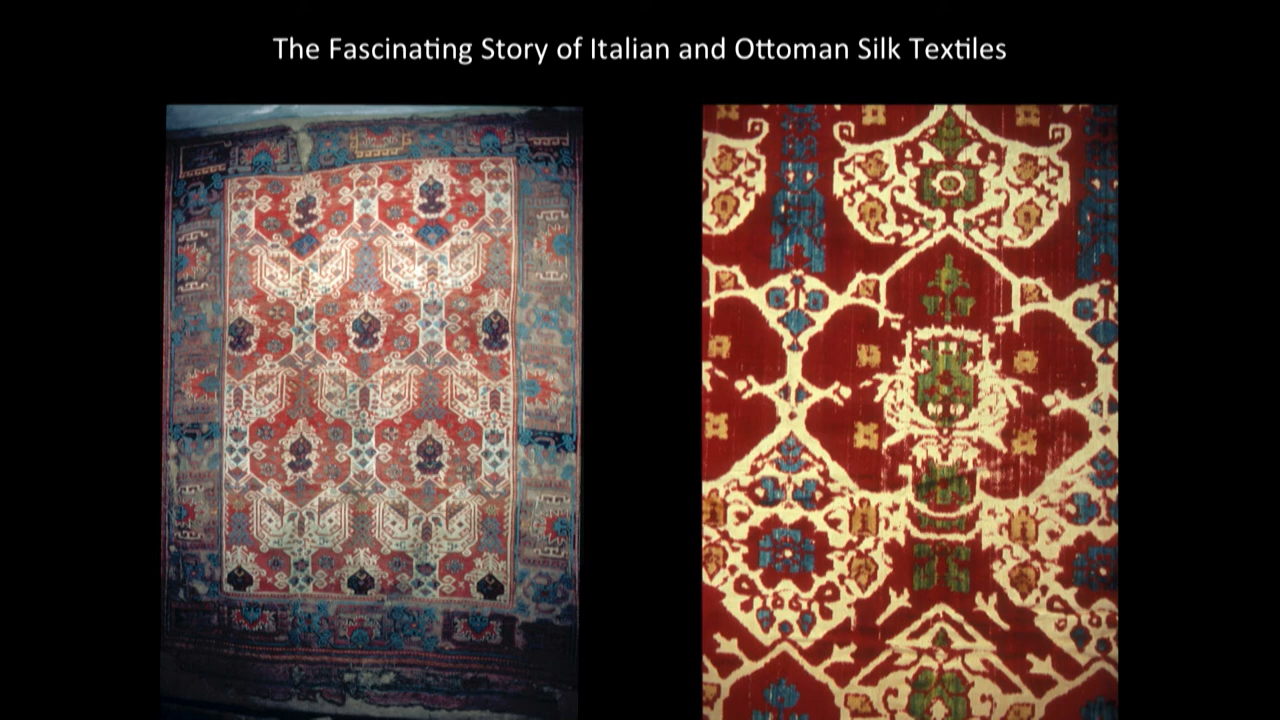 The Fascinating Story of Italian and Ottoman Silk Textiles